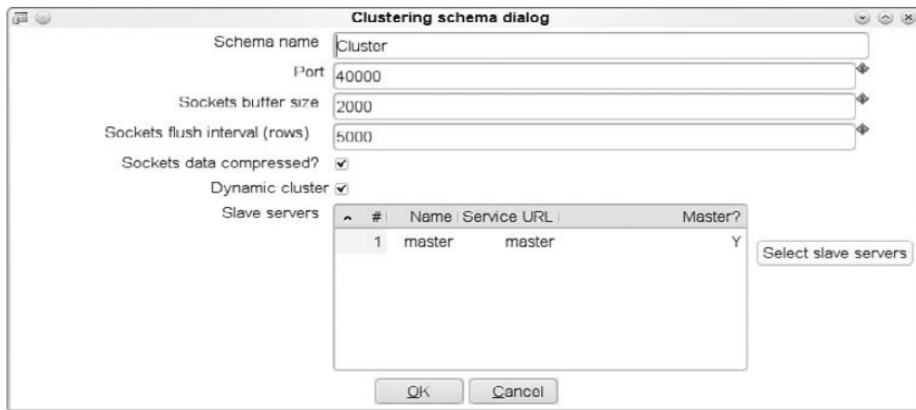 Clustering schema dialog
Schema name Cluster
Port 40000
Sockets buffer size 2000
Sockets flush interval (rows) 5000
Sockets data compressed?
Dynamic cluster
Slave servers
# Name Service URL Master?
1 master master Y
Select slave servers
OK Cancel